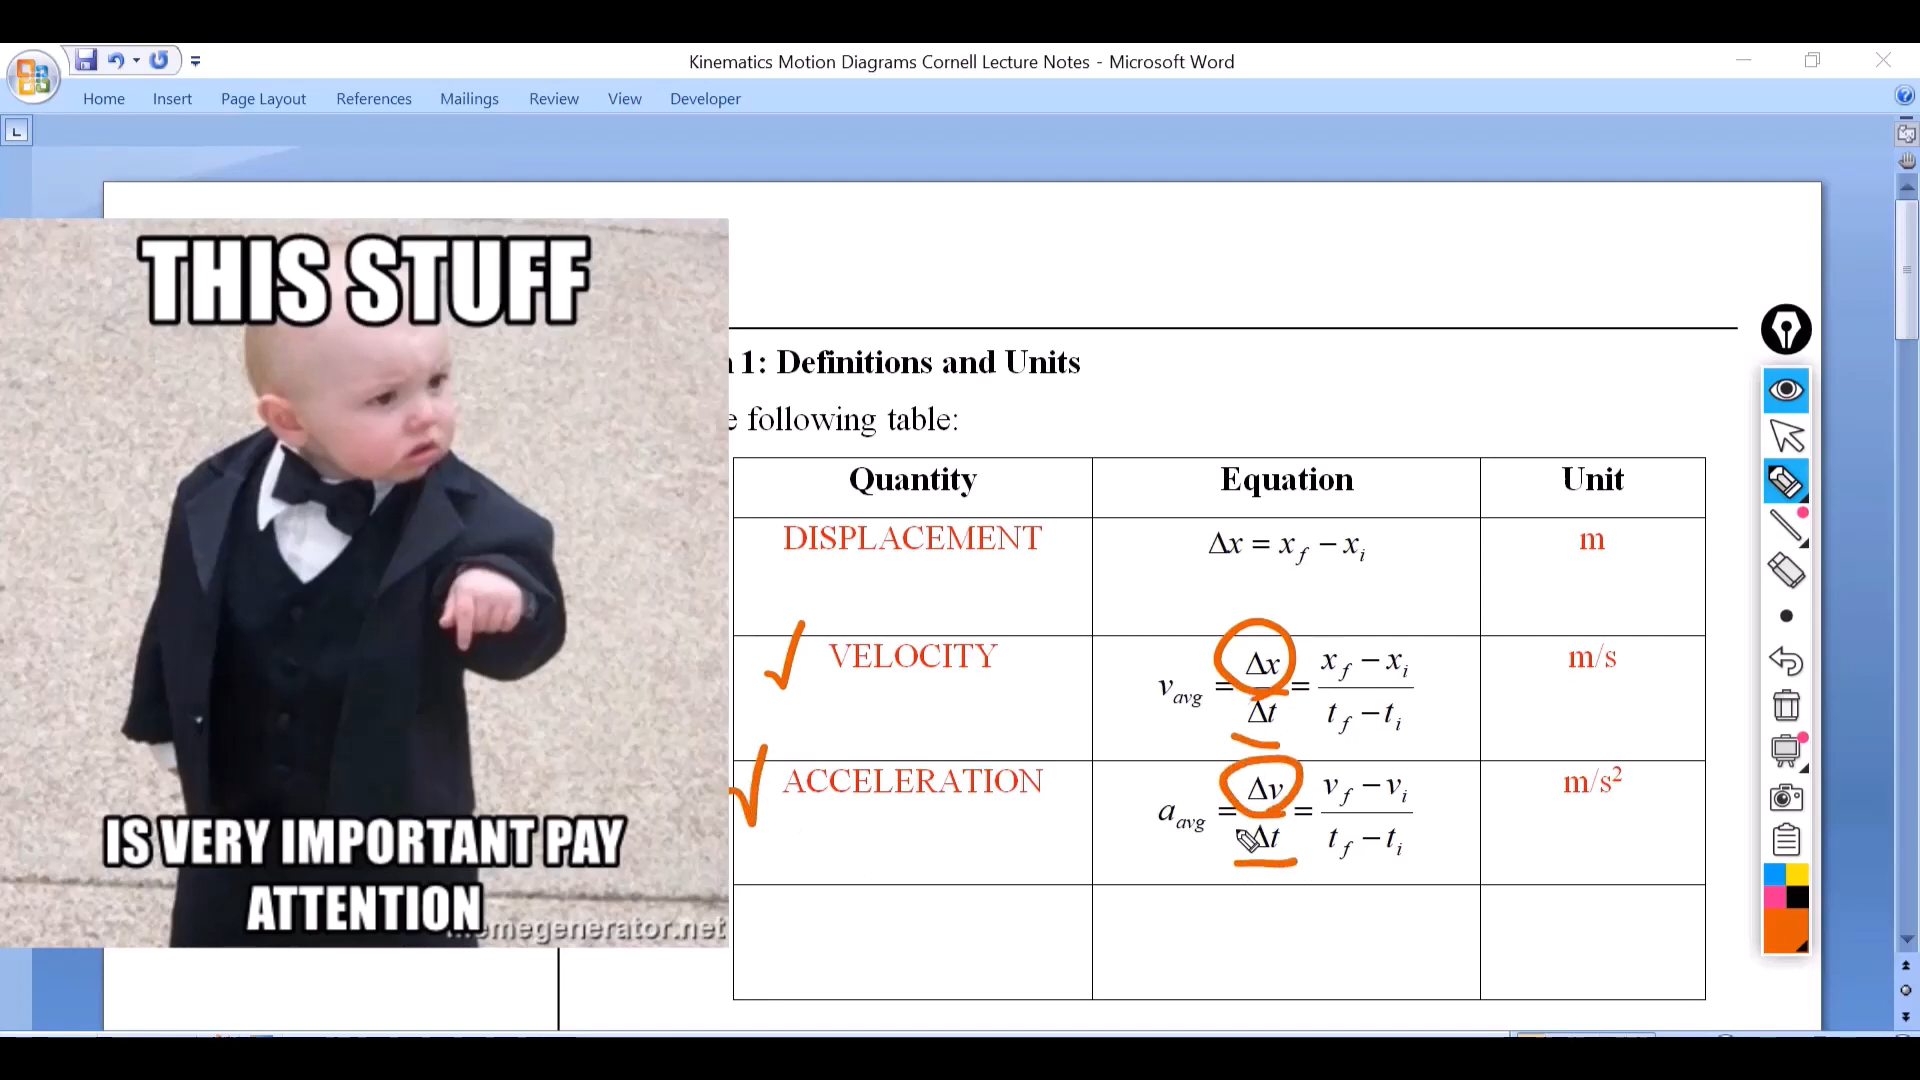 Kinematics Motion Diagrams Cornell Lecture Notes - Microsoft Word
Home Insert Page Layout References Mailings Review View Developer
THIS STUFF
IS VERY IMPORTANT PAY
ATTENTION
memegenerator.net
1: Definitions and Units
e following table:
Quantity Equation Unit
DISPLACEMENT Δx = x_f − x_i m
VELOCITY v_avg = Δx/Δt = (x_f − x_i)/(t_f − t_i) m/s
ACCELERATION a_avg = Δv/Δt = (v_f − v_i)/(t_f − t_i) m/s²